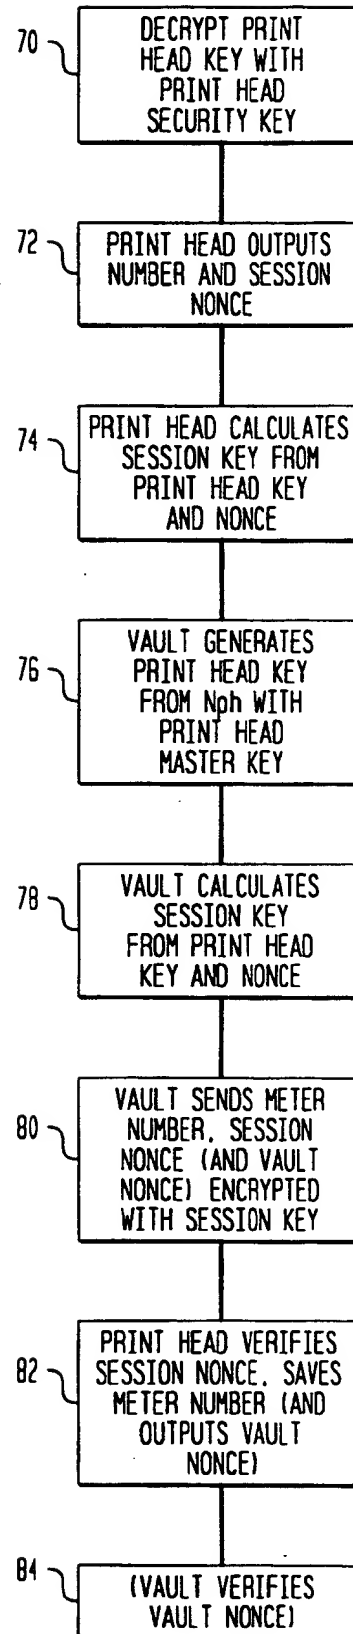 70
DECRYPT PRINT
HEAD KEY WITH
PRINT HEAD
SECURITY KEY
72
PRINT HEAD OUTPUTS
NUMBER AND SESSION
NONCE
74
PRINT HEAD CALCULATES
SESSION KEY FROM
PRINT HEAD KEY
AND NONCE
76
VAULT GENERATES
PRINT HEAD KEY
FROM Nph WITH
PRINT HEAD
MASTER KEY
78
VAULT CALCULATES
SESSION KEY
FROM PRINT HEAD
KEY AND NONCE
80
VAULT SENDS METER
NUMBER, SESSION
NONCE (AND VAULT
NONCE) ENCRYPTED
WITH SESSION KEY
82
PRINT HEAD VERIFIES
SESSION NONCE. SAVES
METER NUMBER (AND
OUTPUTS VAULT
NONCE)
84
(VAULT VERIFIES
VAULT NONCE)